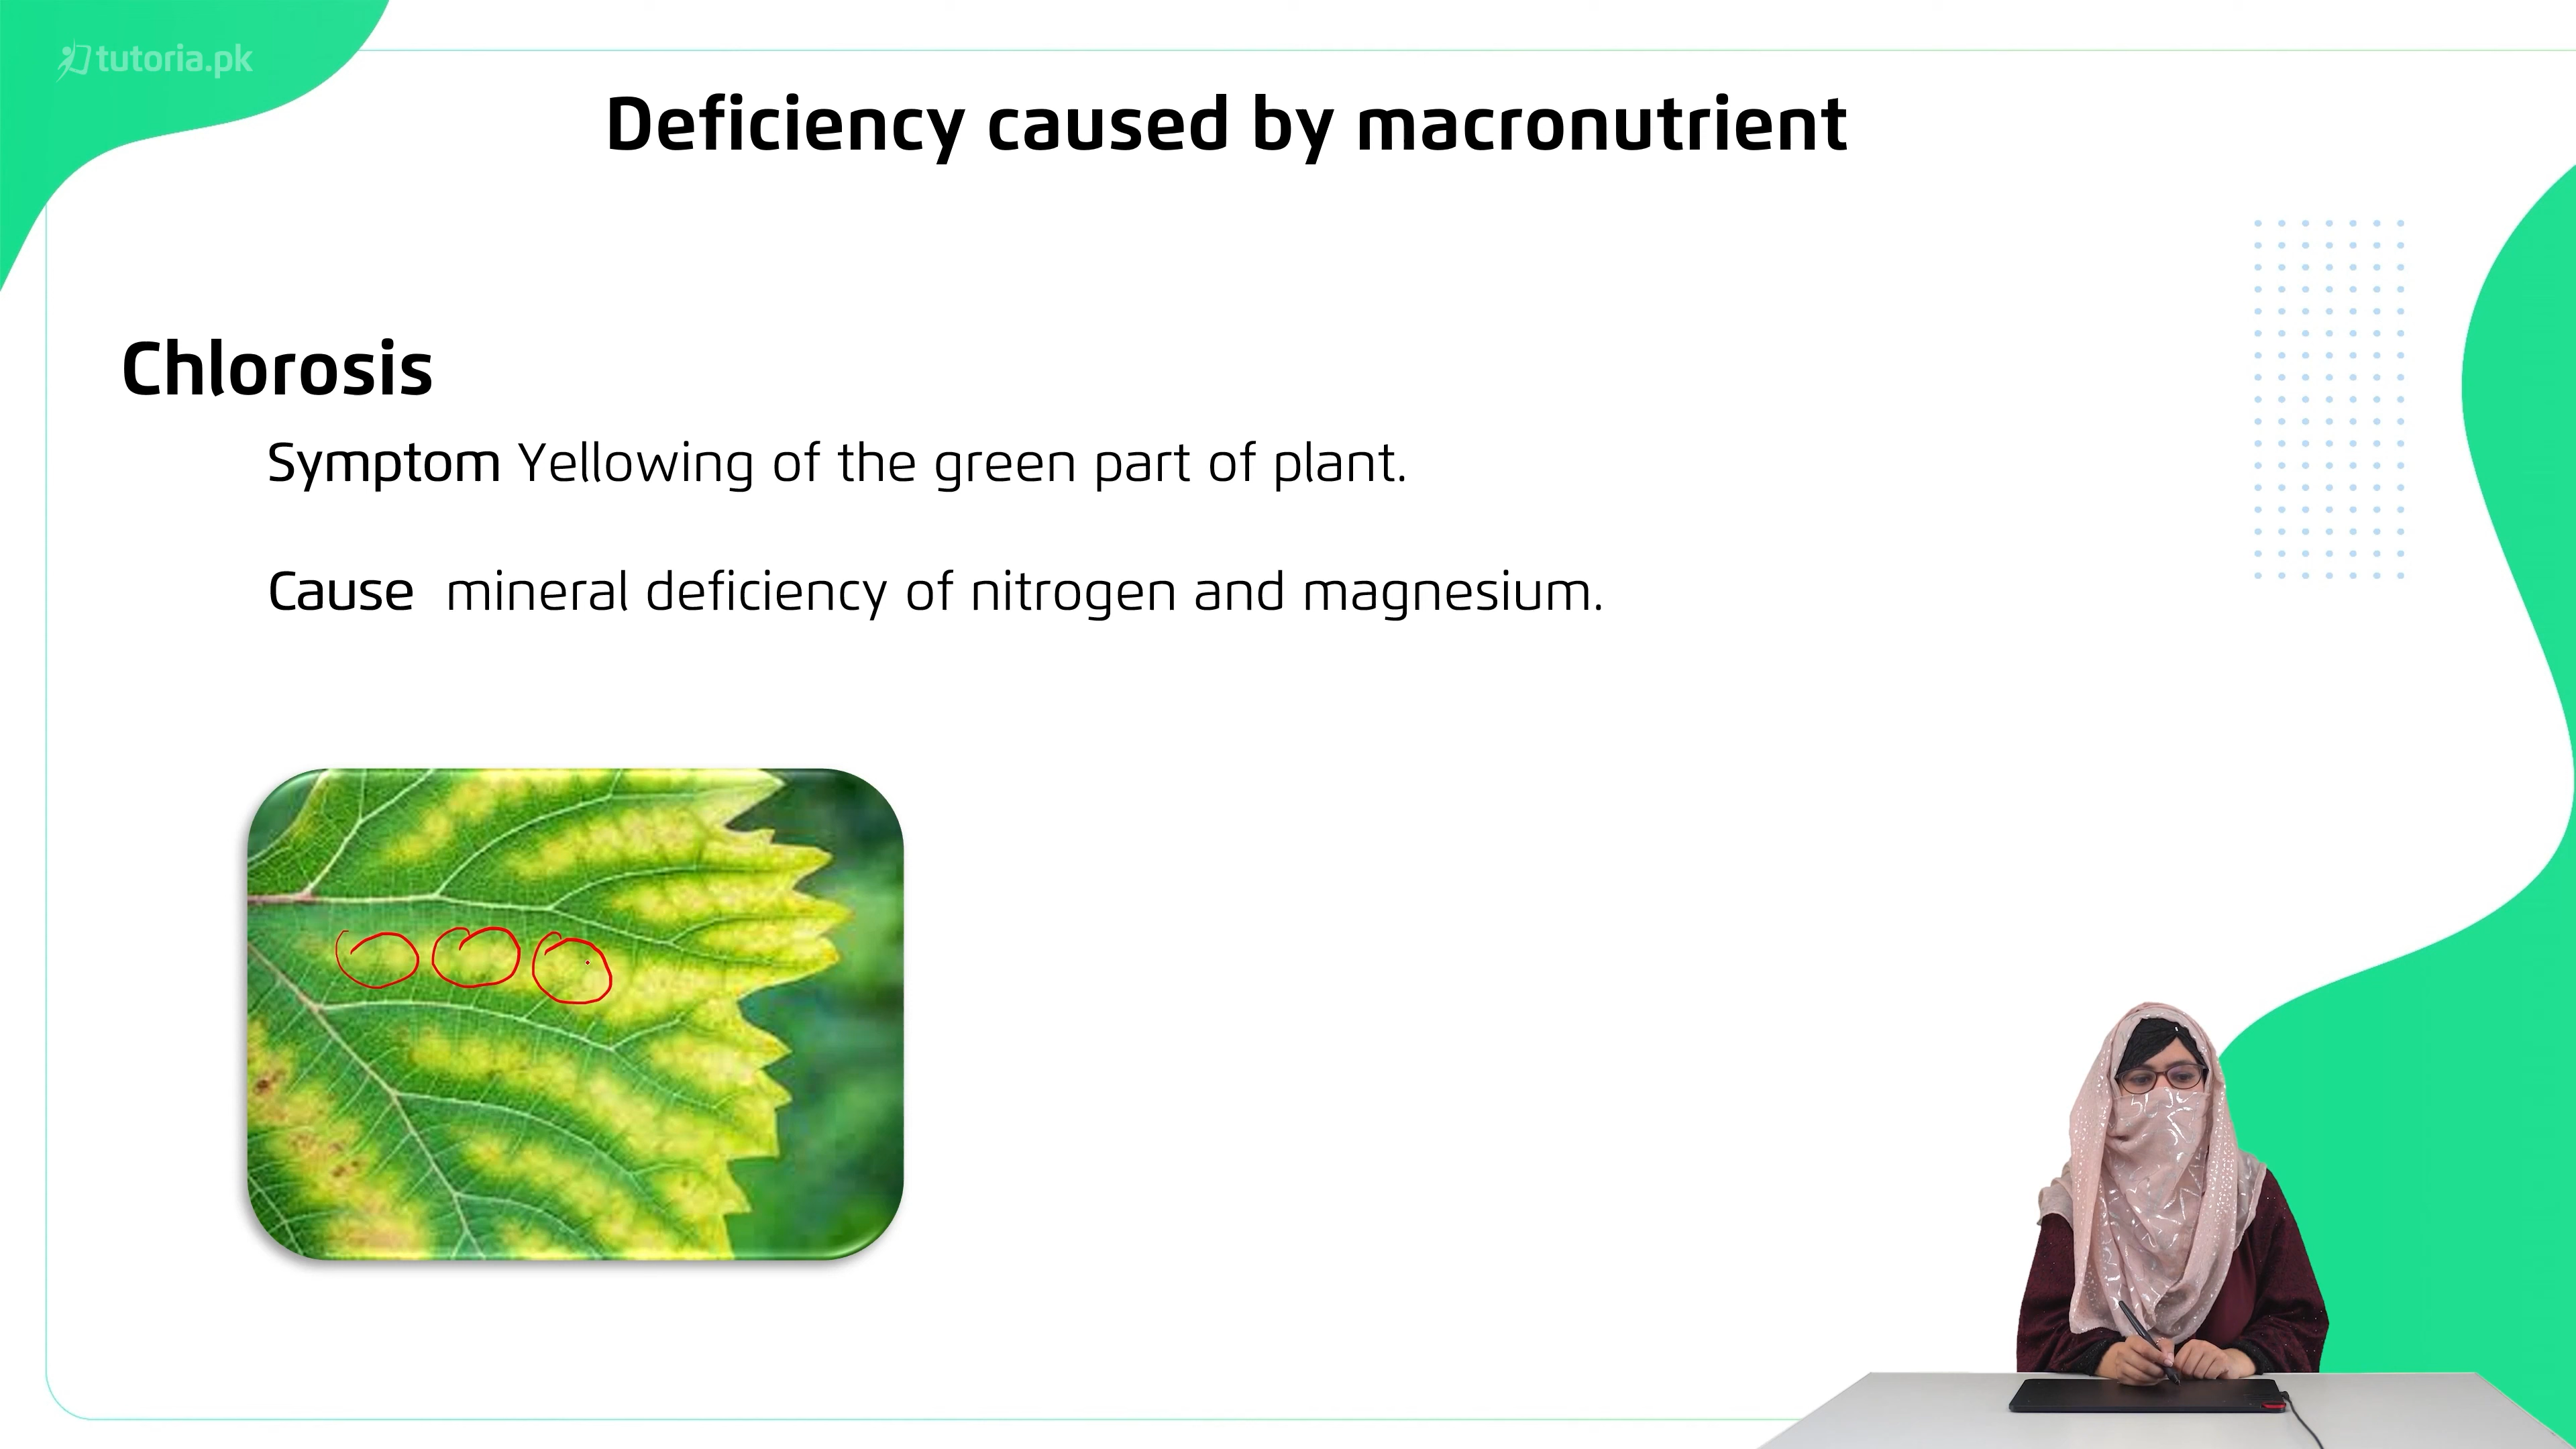 tutoria.pk
Deficiency caused by macronutrient
Chlorosis
Symptom Yellowing of the green part of plant.
Cause mineral deficiency of nitrogen and magnesium.